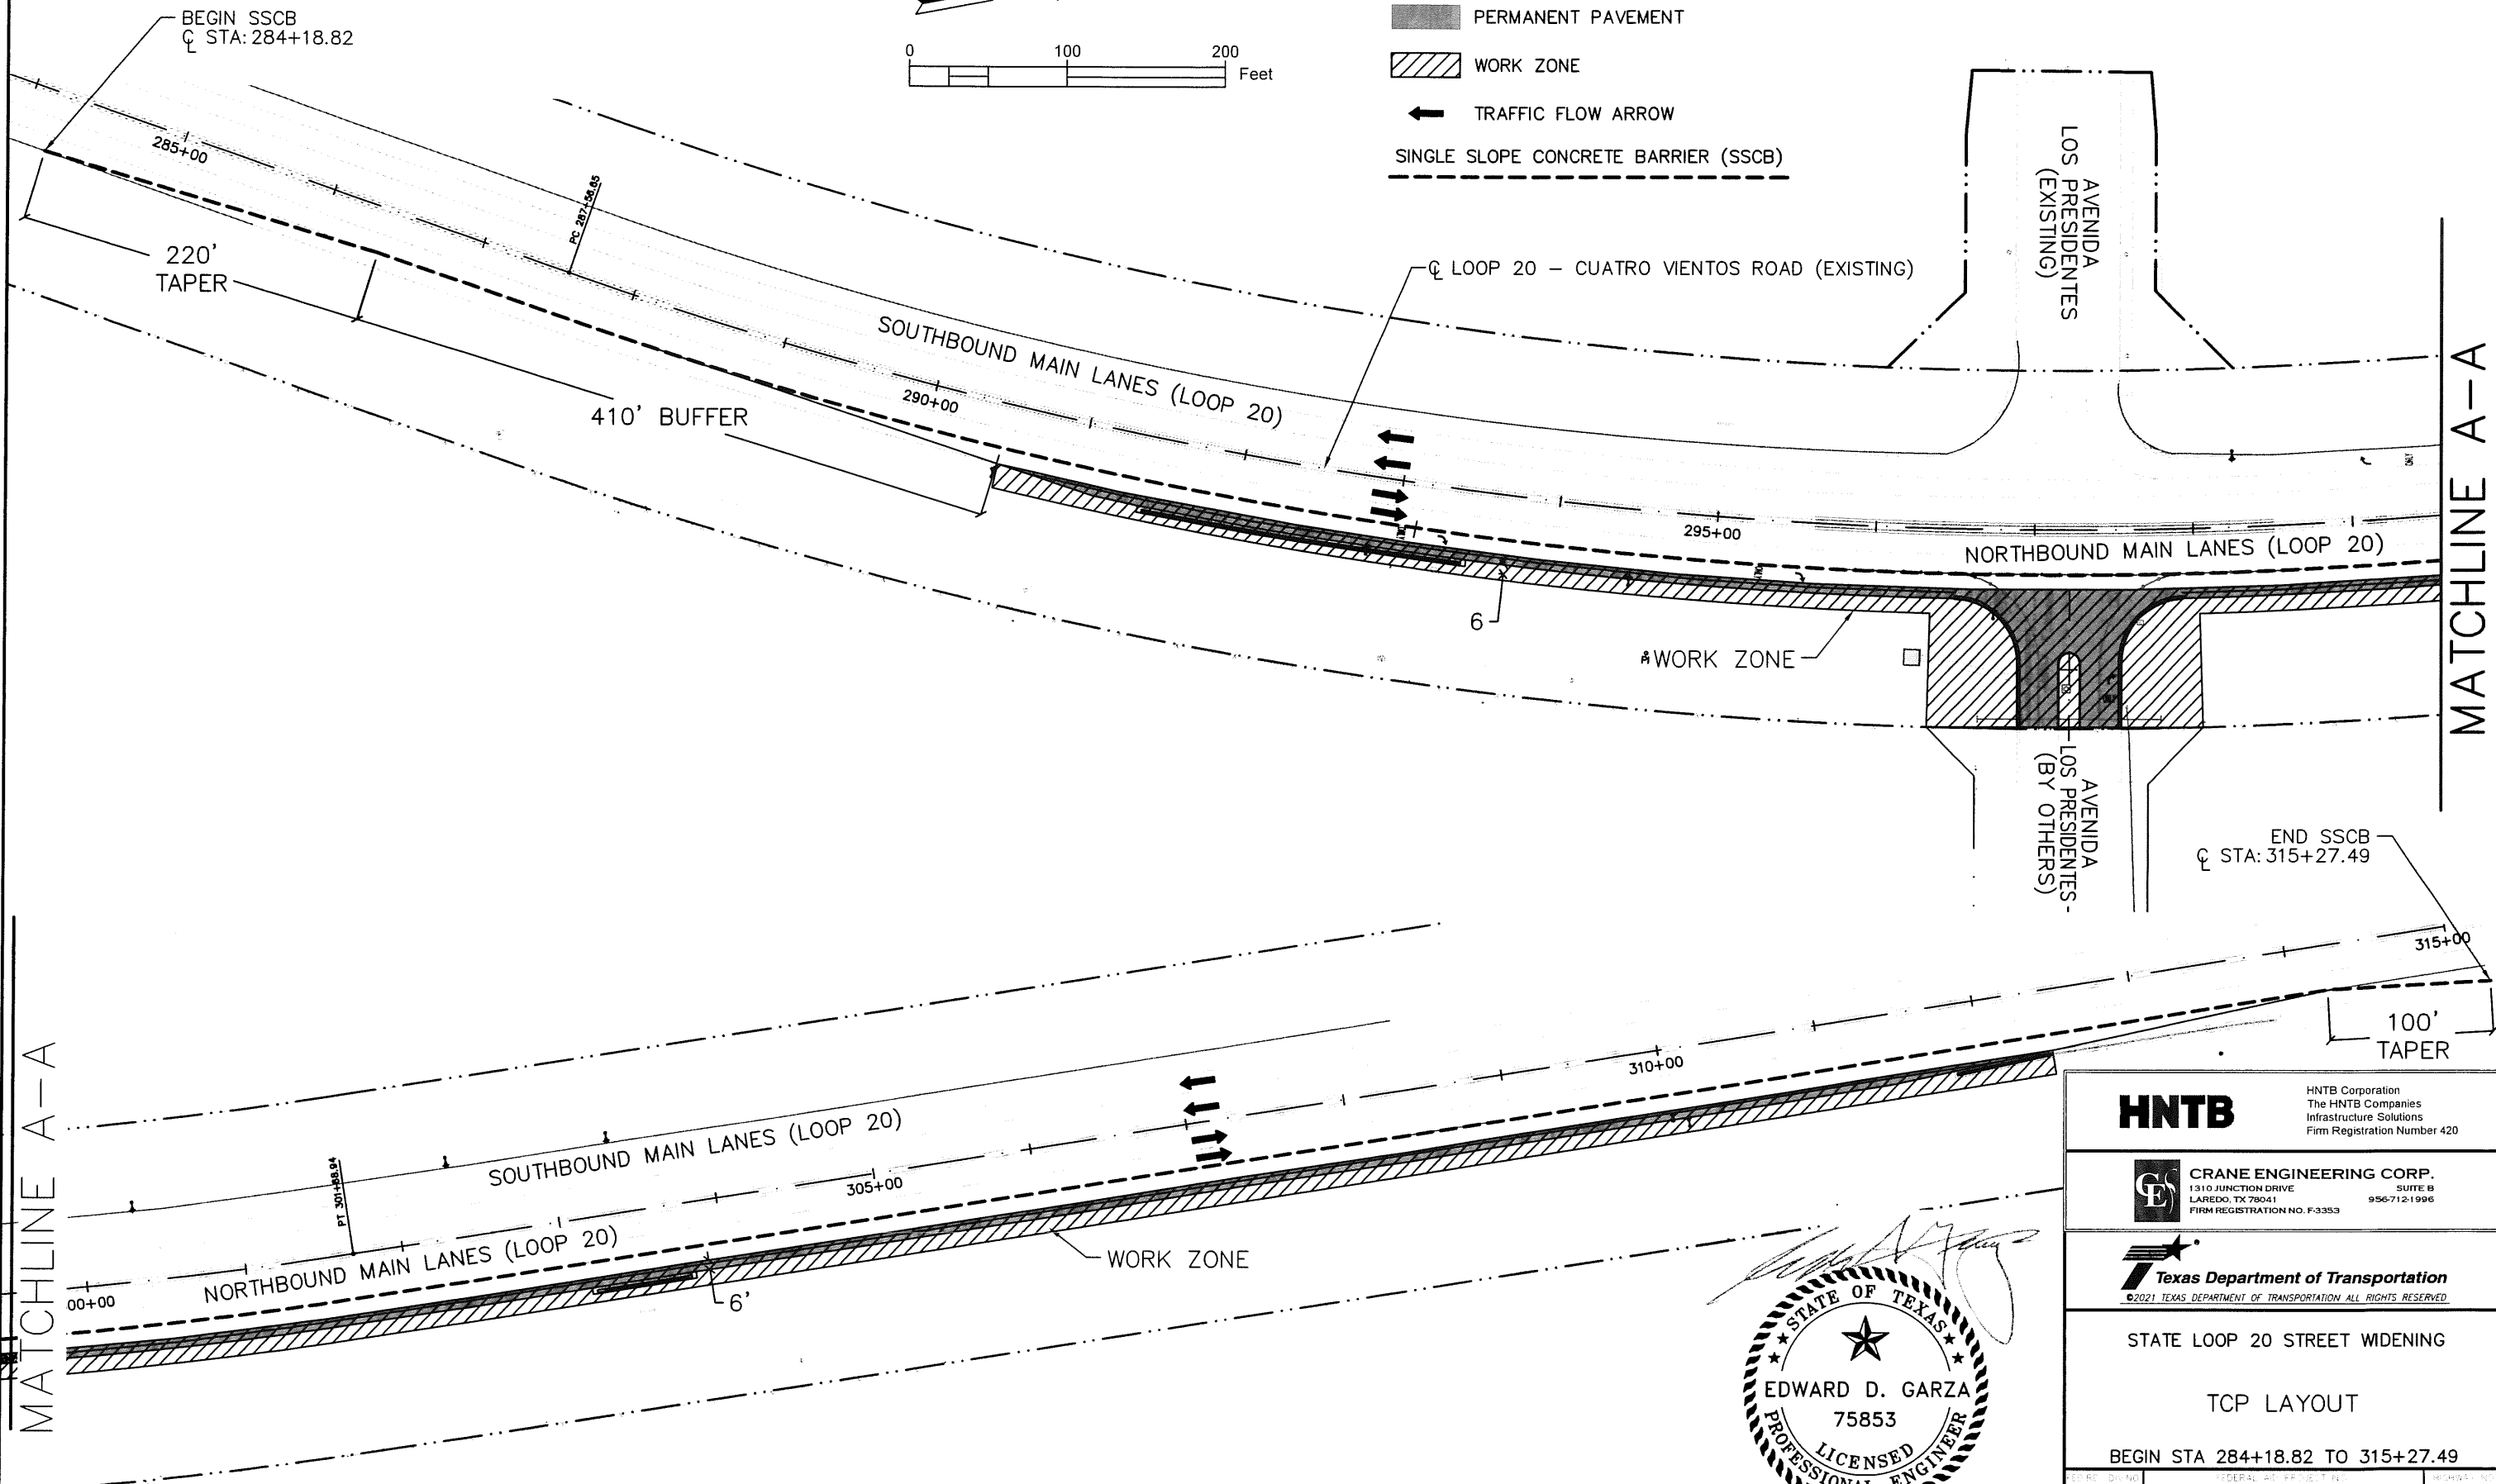 BEGIN SSCB
℄ STA: 284+18.82
0 100 200
Feet
PERMANENT PAVEMENT
WORK ZONE
TRAFFIC FLOW ARROW
SINGLE SLOPE CONCRETE BARRIER (SSCB)
285+00
PC 287+56.65
220'
TAPER
410' BUFFER
SOUTHBOUND MAIN LANES (LOOP 20)
290+00
℄ LOOP 20 – CUATRO VIENTOS ROAD (EXISTING)
AVENIDA
LOS PRESIDENTES
(EXISTING)
ONLY
295+00
NORTHBOUND MAIN LANES (LOOP 20)
6
WORK ZONE
MATCHLINE A–A
AVENIDA
LOS PRESIDENTES-
(BY OTHERS)
END SSCB
℄ STA: 315+27.49
315+00
100'
TAPER
310+00
MATCHLINE A–A
PT 301+68.94
SOUTHBOUND MAIN LANES (LOOP 20)
305+00
00+00
NORTHBOUND MAIN LANES (LOOP 20)
6'
WORK ZONE
STATE OF TEXAS
EDWARD D. GARZA
75853
LICENSED
PROFESSIONAL ENGINEER
HNTB
HNTB Corporation
The HNTB Companies
Infrastructure Solutions
Firm Registration Number 420
CRANE ENGINEERING CORP.
1310 JUNCTION DRIVE SUITE B
LAREDO, TX 78041 956-712-1996
FIRM REGISTRATION NO. F-3353
Texas Department of Transportation
©2021 TEXAS DEPARTMENT OF TRANSPORTATION ALL RIGHTS RESERVED
STATE LOOP 20 STREET WIDENING
TCP LAYOUT
BEGIN STA 284+18.82 TO 315+27.49